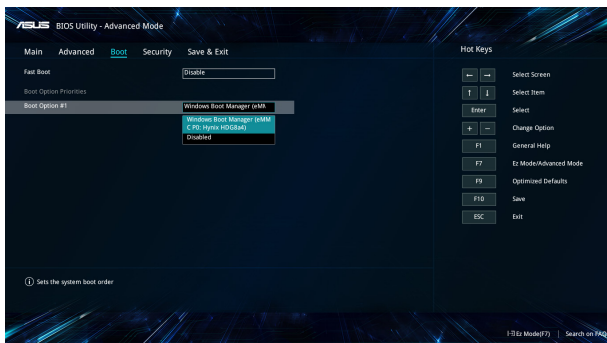 ASUS BIOS Utility - Advanced Mode
Main Advanced Boot Security Save & Exit
Hot Keys
Fast Boot Disable
Boot Option Priorities
Boot Option #1 Windows Boot Manager (eM
Windows Boot Manager (eMM
C P0: Hynix HDG8a4)
Disabled
← → Select Screen
↑ ↓ Select Item
Enter Select
+ − Change Option
F1 General Help
F7 Ez Mode/Advanced Mode
F9 Optimized Defaults
F10 Save
ESC Exit
Sets the system boot order
Ez Mode(F7) | Search on FAQ